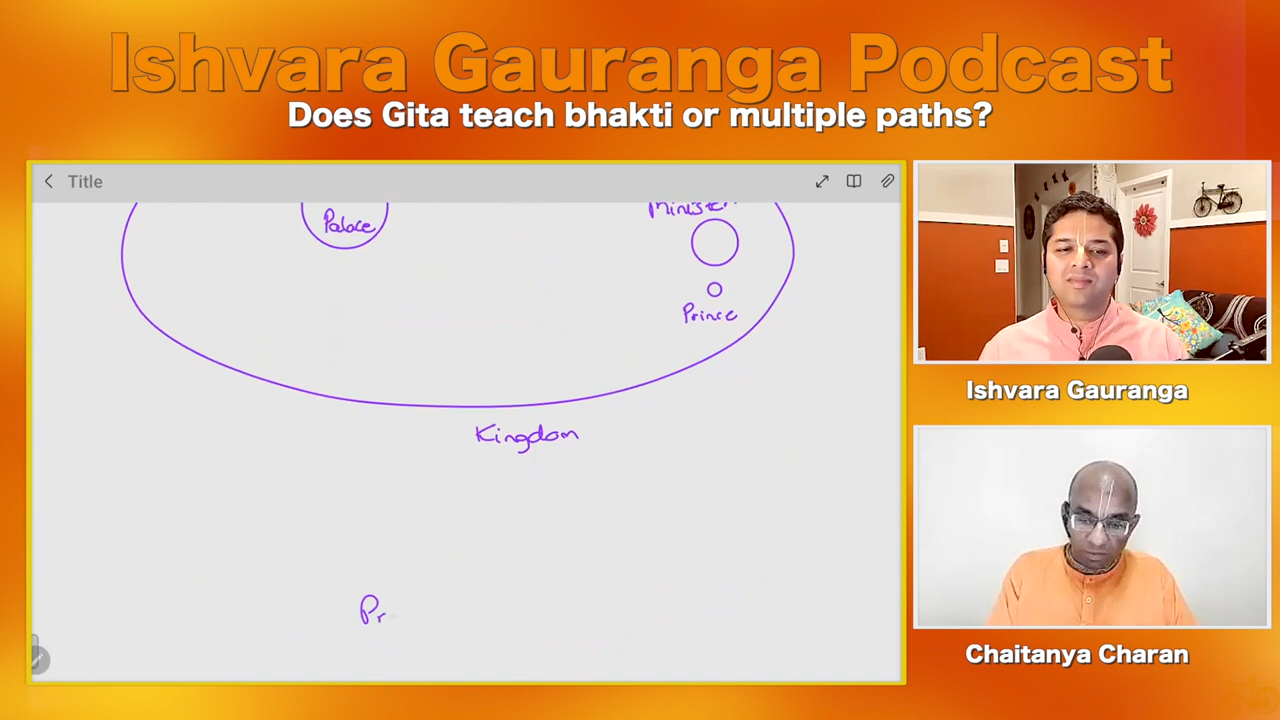 Ishvara Gauranga Podcast
Does Gita teach bhakti or multiple paths?
Title
Palace
Minister
Prince
Kingdom
Pr
Ishvara Gauranga
Chaitanya Charan